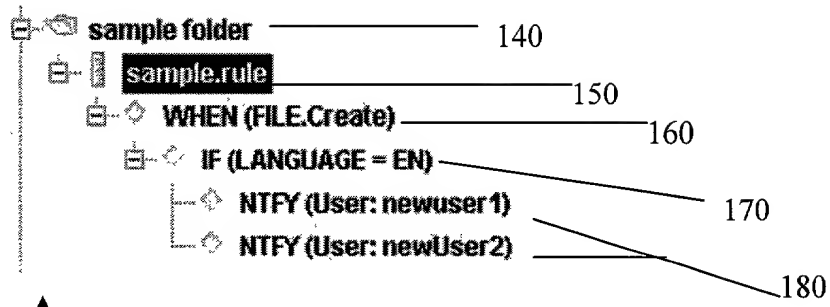 sample folder 140
sample.rule 150
WHEN (FILE.Create) 160
IF (LANGUAGE = EN) 170
NTFY (User: newuser1)
NTFY (User: newUser2)
180